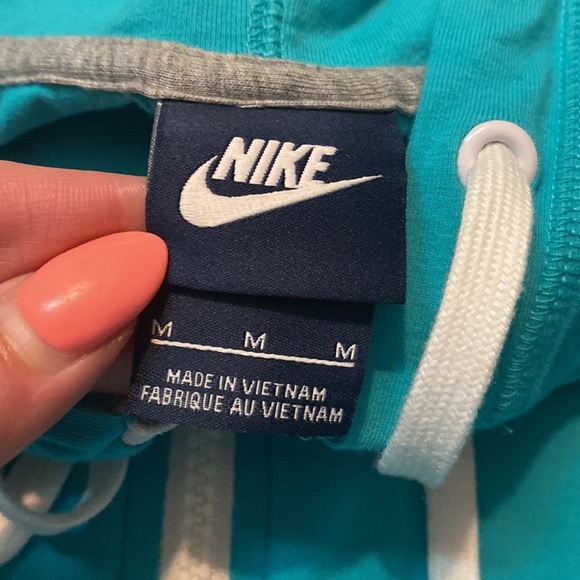 NIKE
M M M
MADE IN VIETNAM
FABRIQUE AU VIETNAM